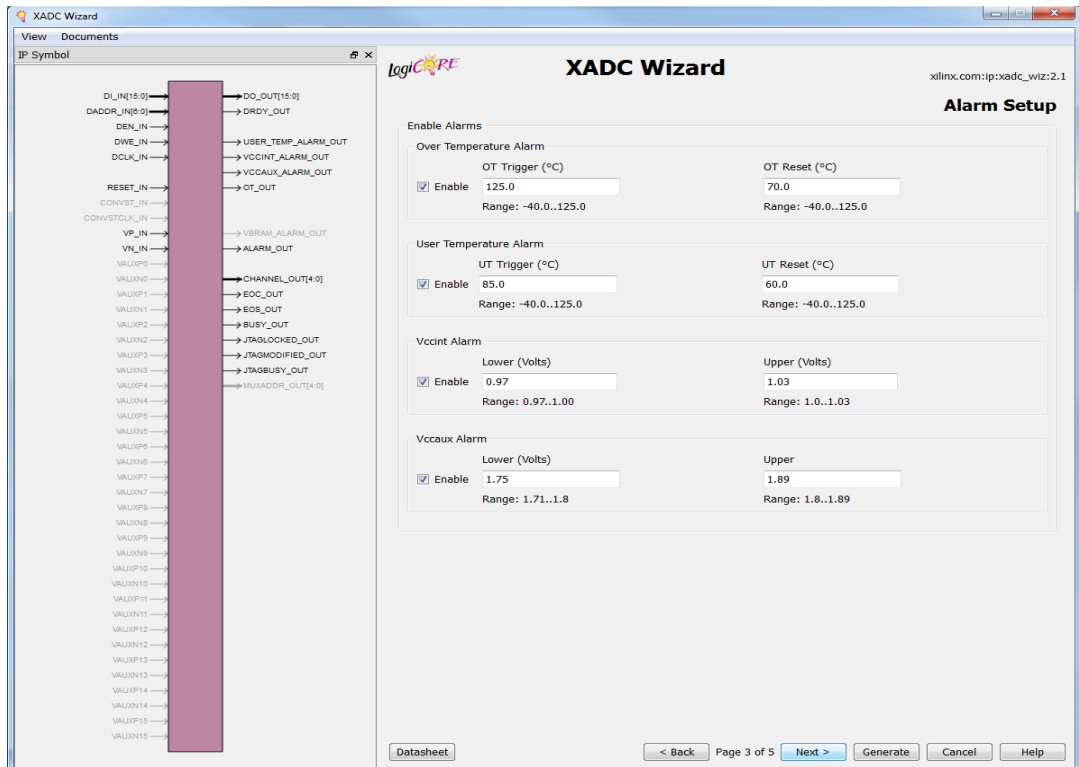 XADC Wizard
View Documents
IP Symbol
DI_IN[15:0]
DADDR_IN[6:0]
DEN_IN
DWE_IN
DCLK_IN
RESET_IN
CONVST_IN
CONVSTCLK_IN
VP_IN
VN_IN
VAUXP0
VAUXN0
VAUXP1
VAUXN1
VAUXP2
VAUXN2
VAUXP3
VAUXN3
VAUXP4
VAUXN4
VAUXP5
VAUXN5
VAUXP6
VAUXN6
VAUXP7
VAUXN7
VAUXP8
VAUXN8
VAUXP9
VAUXN9
VAUXP10
VAUXN10
VAUXP11
VAUXN11
VAUXP12
VAUXN12
VAUXP13
VAUXN13
VAUXP14
VAUXN14
VAUXP15
VAUXN15
DO_OUT[15:0]
DRDY_OUT
USER_TEMP_ALARM_OUT
VCCINT_ALARM_OUT
VCCAUX_ALARM_OUT
OT_OUT
VBRAM_ALARM_OUT
ALARM_OUT
CHANNEL_OUT[4:0]
EOC_OUT
EOS_OUT
BUSY_OUT
JTAGLOCKED_OUT
JTAGMODIFIED_OUT
JTAGBUSY_OUT
MUXADDR_OUT[4:0]
LogiCORE
XADC Wizard
xilinx.com:ip:xadc_wiz:2.1
Alarm Setup
Enable Alarms
Over Temperature Alarm
OT Trigger (°C) OT Reset (°C)
Enable 125.0 70.0
Range: -40.0..125.0 Range: -40.0..125.0
User Temperature Alarm
UT Trigger (°C) UT Reset (°C)
Enable 85.0 60.0
Range: -40.0..125.0 Range: -40.0..125.0
Vccint Alarm
Lower (Volts) Upper (Volts)
Enable 0.97 1.03
Range: 0.97..1.00 Range: 1.0..1.03
Vccaux Alarm
Lower (Volts) Upper
Enable 1.75 1.89
Range: 1.71..1.8 Range: 1.8..1.89
Datasheet < Back Page 3 of 5 Next > Generate Cancel Help